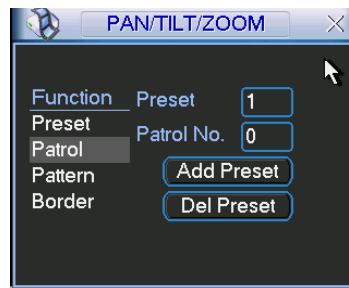 PAN/TILT/ZOOM
Function
Preset
Patrol
Pattern
Border
Preset 1
Patrol No. 0
Add Preset
Del Preset